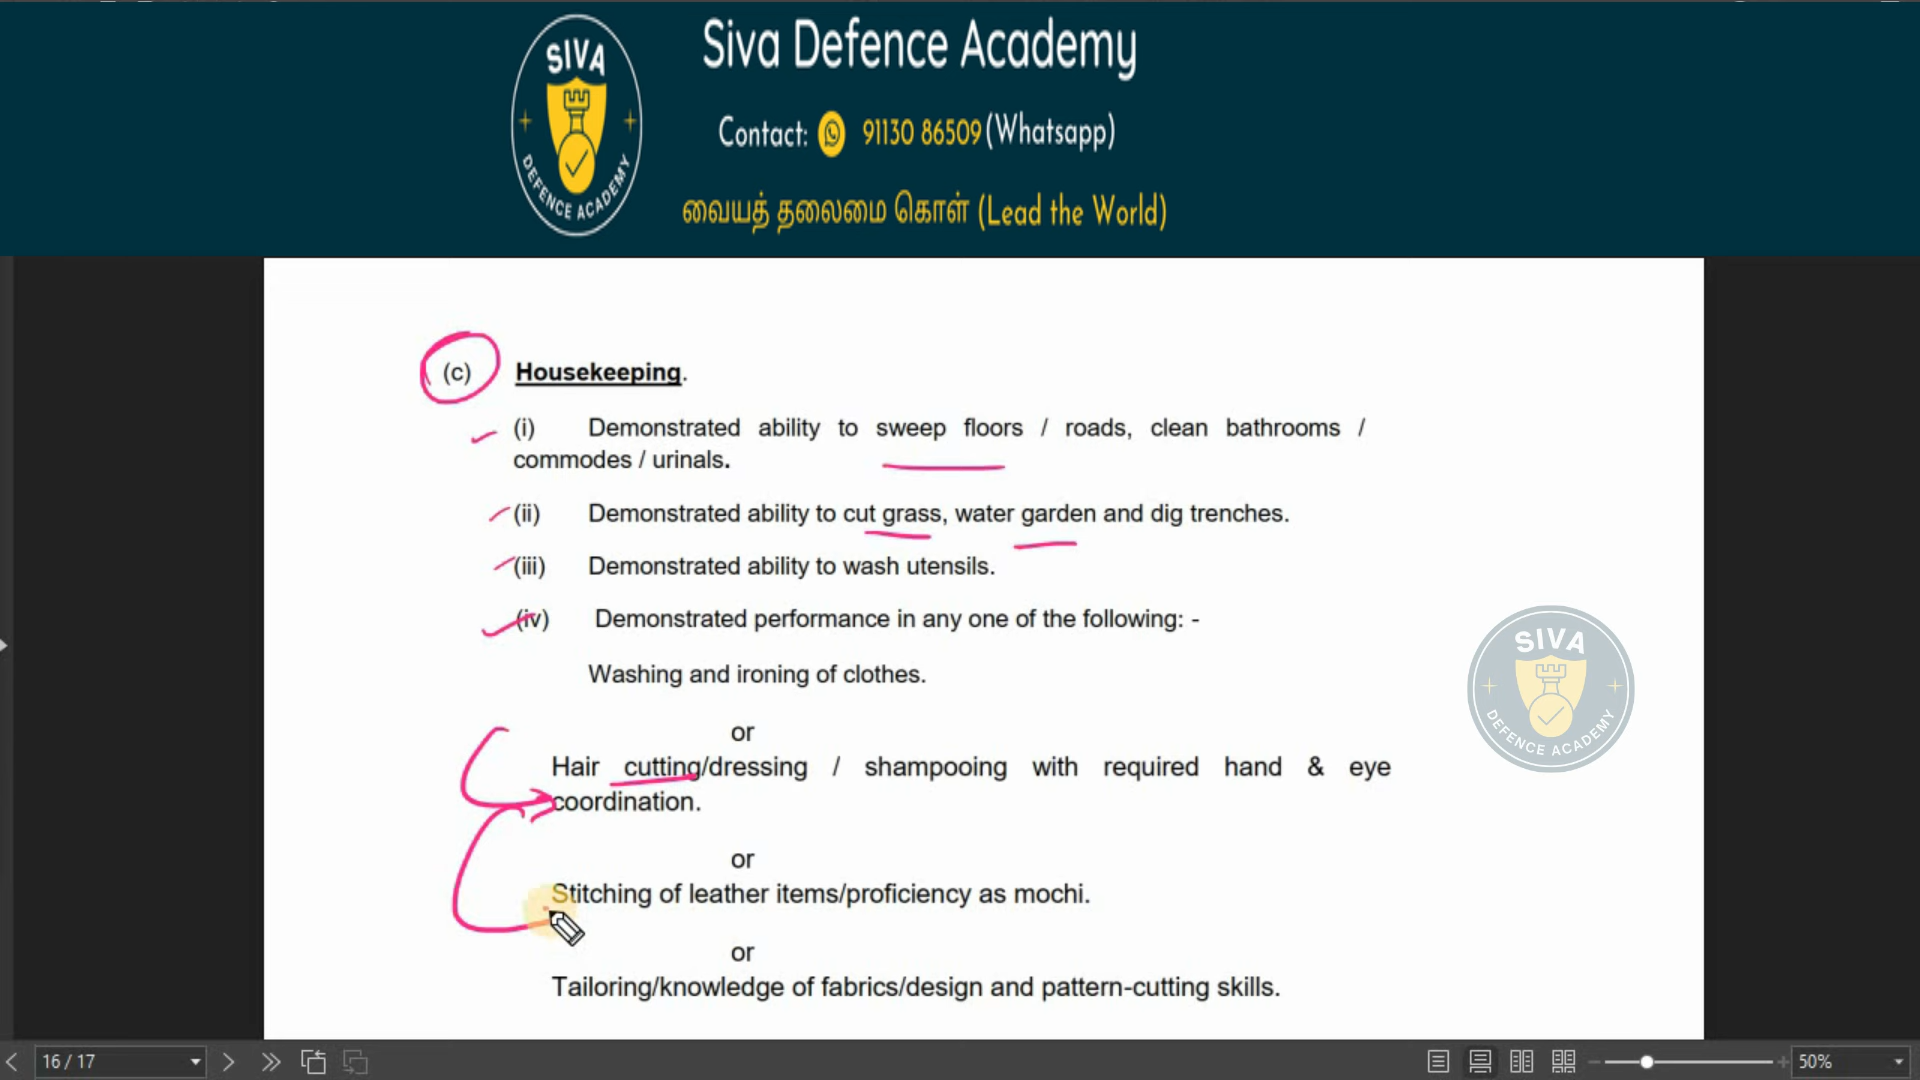 SIVA
DEFENCE ACADEMY
Siva Defence Academy
Contact: 91130 86509 (Whatsapp)
வையத் தலைமை கொள் (Lead the World)
(c) Housekeeping.
(i) Demonstrated ability to sweep floors / roads, clean bathrooms /
commodes / urinals.
(ii) Demonstrated ability to cut grass, water garden and dig trenches.
(iii) Demonstrated ability to wash utensils.
(iv) Demonstrated performance in any one of the following: -
Washing and ironing of clothes.
or
Hair cutting/dressing / shampooing with required hand & eye
coordination.
or
Stitching of leather items/proficiency as mochi.
or
Tailoring/knowledge of fabrics/design and pattern-cutting skills.
SIVA
DEFENCE ACADEMY
16 / 17
50%